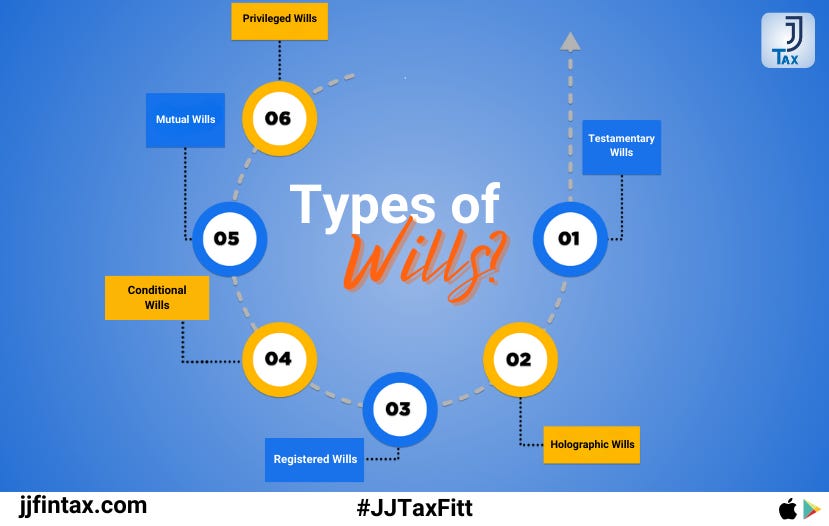 Privileged Wills
J
J
TAX
06
Mutual Wills
Testamentary
Wills
Types of
Wills?
05
01
Conditional
Wills
04
02
03
Holographic Wills
Registered Wills
jjfintax.com
#JJTaxFitt